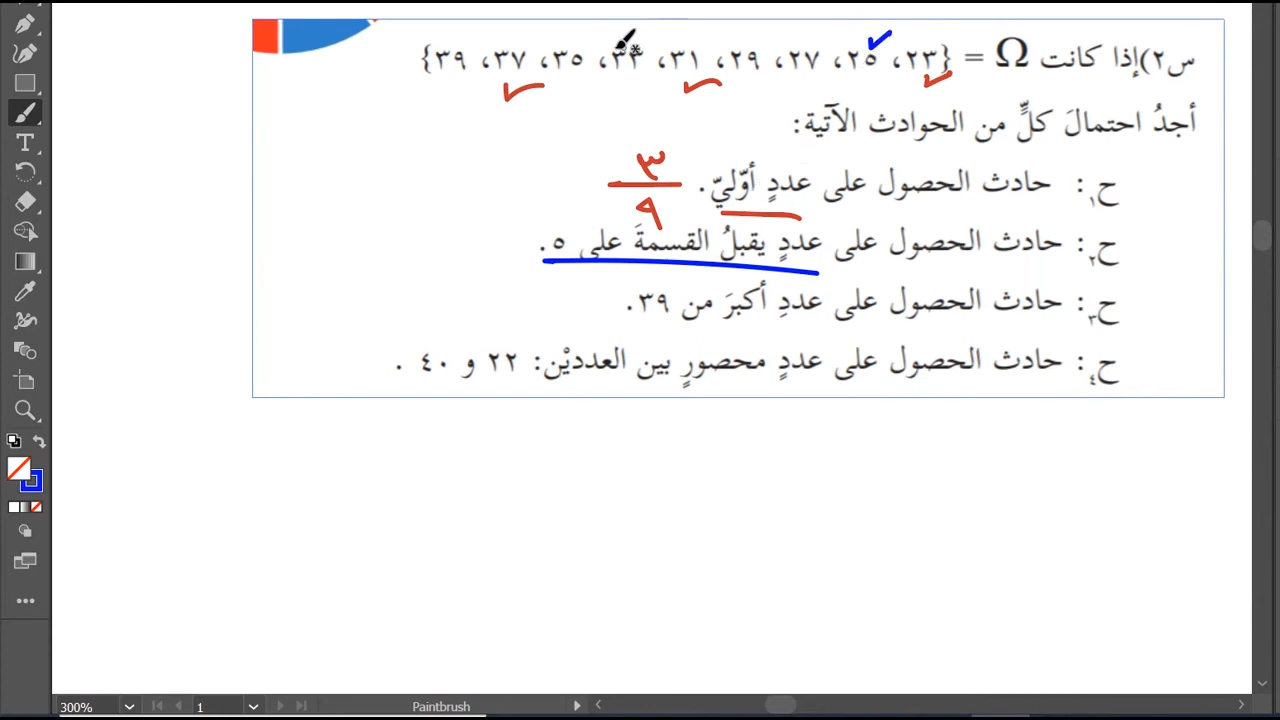 س٢) إذا كانت Ω = {٢٣، ٢٥، ٢٧، ٢٩، ٣١، ٣٣، ٣٥، ٣٧، ٣٩}
أجدُ احتمالَ كلٍّ من الحوادث الآتية:
ح١: حادث الحصول على عددٍ أوّليّ. ٣/٩
ح٢: حادث الحصول على عددٍ يقبلُ القسمةَ على ٥.
ح٣: حادث الحصول على عددِ أكبرَ من ٣٩.
ح٤: حادث الحصول على عددٍ محصورٍ بين العدديْن: ٢٢ و ٤٠ .
300%
1
Paintbrush